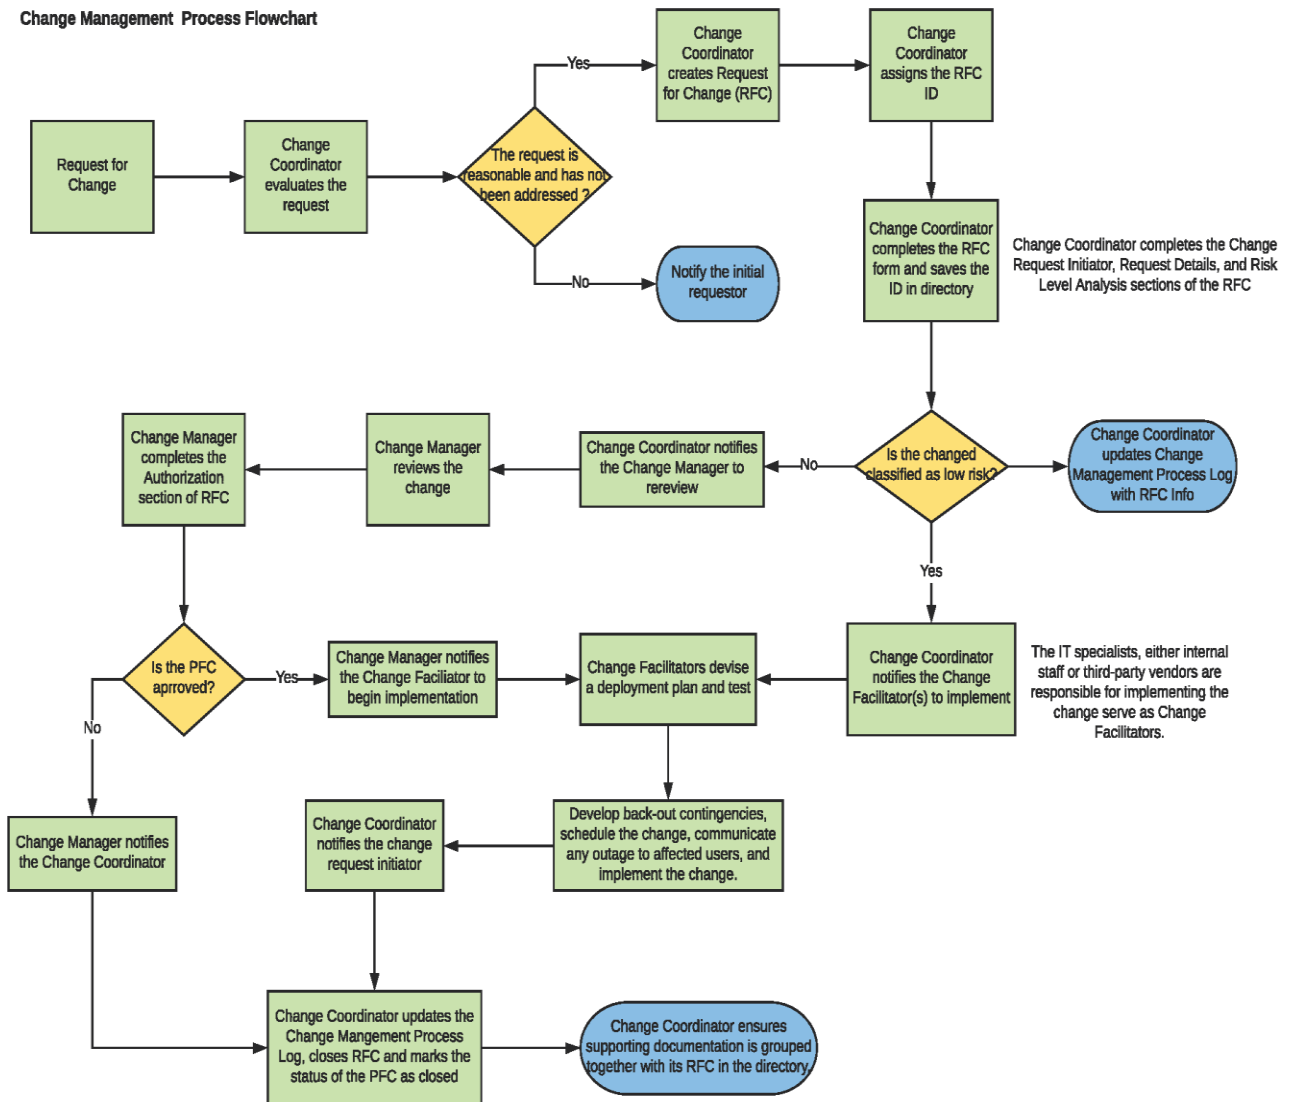 Change Management  Process Flowchart
Request for
Change
Change
Coordinator
evaluates the
request
The request is
reasonable and has not
been addressed ?
Yes
No
Change
Coordinator
creates Request
for Change (RFC)
Change
Coordinator
assigns the RFC
ID
Notify the initial
requestor
Change Coordinator
completes the RFC
form and saves the
ID in directory
Change Coordinator completes the Change
Request Initiator, Request Details, and Risk
Level Analysis sections of the RFC
Is the changed
classified as low risk?
Change Coordinator
updates Change
Management Process Log
with RFC Info
No
Yes
Change Coordinator notifies
the Change Manager to
rereview
Change Manager
reviews the
change
Change Manager
completes the
Authorization
section of RFC
Is the PFC
aprroved?
Yes
No
Change Manager notifies
the Change Faciliator to
begin implementation
Change Facilitators devise
a deployment plan and test
Change Coordinator
notifies the Change
Facilitator(s) to implement
The IT specialists, either internal
staff or third-party vendors are
responsible for implementing the
change serve as Change
Facilitators.
Change Manager notifies
the Change Coordinator
Change Coordinator
notifies the change
request initiator
Develop back-out contingencies,
schedule the change, communicate
any outage to affected users, and
implement the change.
Change Coordinator updates the
Change Mangement Process
Log, closes RFC and marks the
status of the PFC as closed
Change Coordinator ensures
supporting documentation is grouped
together with its RFC in the directory,